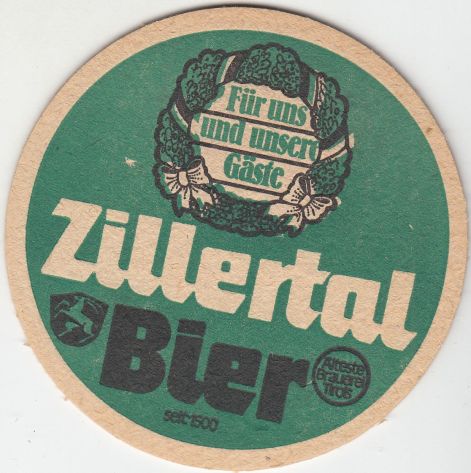 Für uns
und unsere
Gäste
Zillertal
Bier
Älteste
Brauerei
Tirols
seit 1500